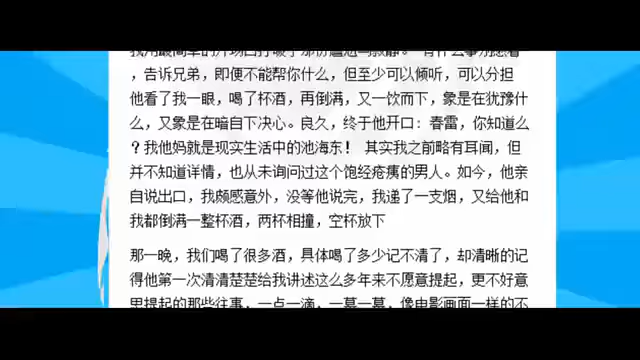 ，告诉兄弟，即便不能帮你什么，但至少可以倾听，可以分担
他看了我一眼，喝了杯酒，再倒满，又一饮而下，象是在犹豫什
么，又象是在暗自下决心。良久，终于他开口：春雷，你知道么
？我他妈就是现实生活中的池海东！ 其实我之前略有耳闻，但
并不知道详情，也从未询问过这个饱经疮痍的男人。如今，他亲
自说出口，我颇感意外，没等他说完，我递了一支烟，又给他和
我都倒满一整杯酒，两杯相撞，空杯放下
那一晚，我们喝了很多酒，具体喝了多少记不清了，却清晰的记
得他第一次清清楚楚给我讲述这么多年来不愿意提起，更不好意
思提起的那些往事，一点一滴，一幕一幕，像电影画面一样的不